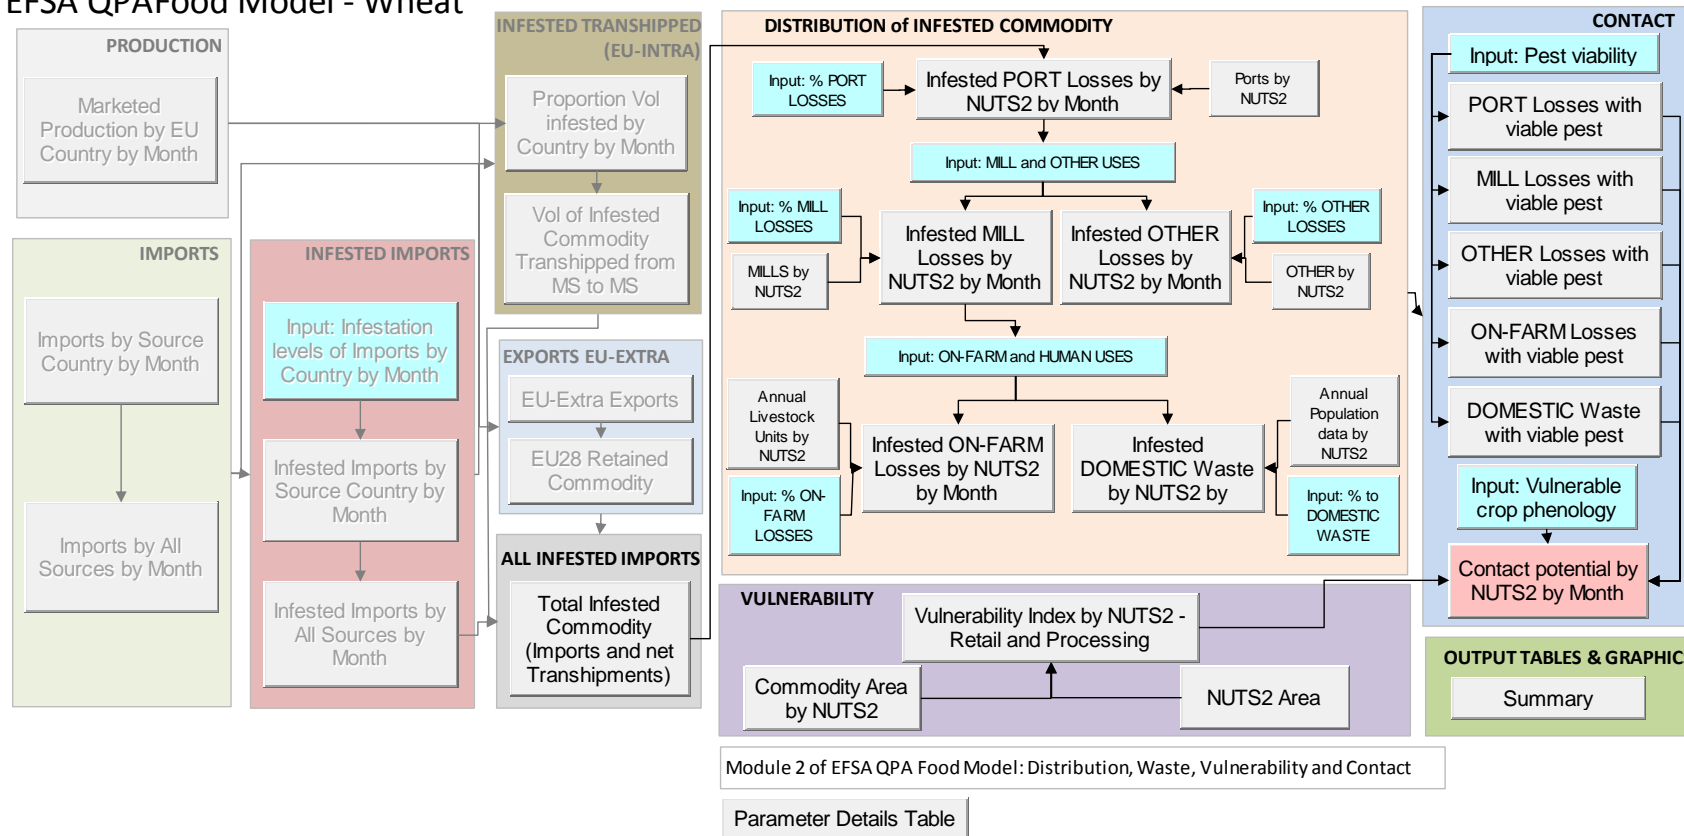 EFSA QPAFood Model - Wheat
PRODUCTION
Marketed
Production by EU
Country by Month
IMPORTS
Imports by Source
Country by Month
Imports by All
Sources by Month
INFESTED IMPORTS
Input: Infestation
levels of Imports by
Country by Month
Infested Imports by
Source Country by
Month
Infested Imports by
All Sources by
Month
INFESTED TRANSHIPPED
(EU-INTRA)
Proportion Vol
infested by
Country by Month
Vol of Infested
Commodity
Transhipped from
MS to MS
EXPORTS EU-EXTRA
EU-Extra Exports
EU28 Retained
Commodity
ALL INFESTED IMPORTS
Total Infested
Commodity
(Imports and net
Transhipments)
DISTRIBUTION of INFESTED COMMODITY
Input: % PORT
LOSSES
Infested PORT Losses by
NUTS2 by Month
Ports by
NUTS2
Input: MILL and OTHER USES
Input: % MILL
LOSSES
MILLS by
NUTS2
Infested MILL
Losses by
NUTS2 by Month
Infested OTHER
Losses by
NUTS2 by Month
Input: % OTHER
LOSSES
OTHER by
NUTS2
Input: ON-FARM and HUMAN USES
Annual
Livestock
Units by
NUTS2
Input: % ON-
FARM
LOSSES
Infested ON-FARM
Losses by NUTS2
by Month
Infested
DOMESTIC Waste
by NUTS2 by
Annual
Population
data by
NUTS2
Input: % to
DOMESTIC
WASTE
VULNERABILITY
Vulnerability Index by NUTS2 -
Retail and Processing
Commodity Area
by NUTS2
NUTS2 Area
CONTACT
Input: Pest viability
PORT Losses with
viable pest
MILL Losses with
viable pest
OTHER Losses with
viable pest
ON-FARM Losses
with viable pest
DOMESTIC Waste
with viable pest
Input: Vulnerable
crop phenology
Contact potential by
NUTS2 by Month
OUTPUT TABLES & GRAPHIC
Summary
Module 2 of EFSA QPA Food Model: Distribution, Waste, Vulnerability and Contact
Parameter Details Table